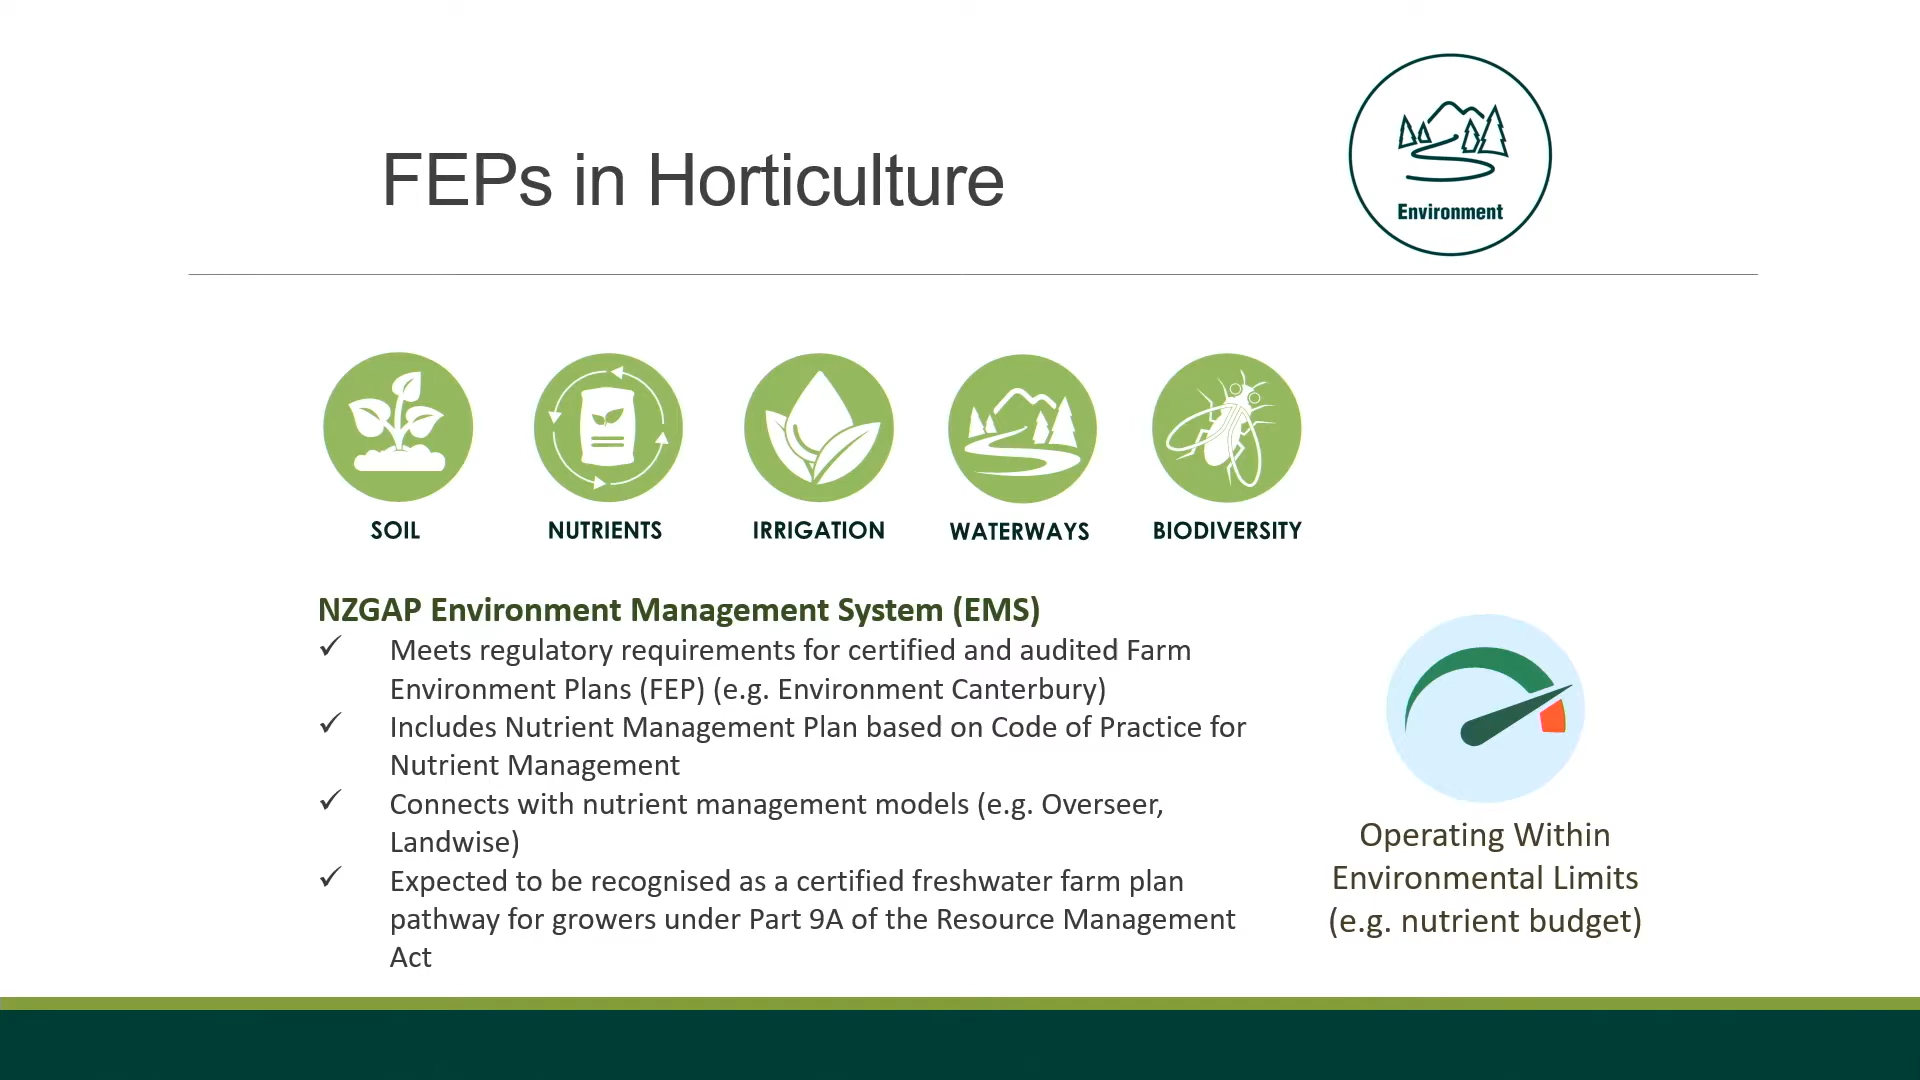 FEPs in Horticulture
Environment
SOIL
NUTRIENTS
IRRIGATION
WATERWAYS
BIODIVERSITY
NZGAP Environment Management System (EMS)
✓ Meets regulatory requirements for certified and audited Farm
Environment Plans (FEP) (e.g. Environment Canterbury)
✓ Includes Nutrient Management Plan based on Code of Practice for
Nutrient Management
✓ Connects with nutrient management models (e.g. Overseer,
Landwise)
✓ Expected to be recognised as a certified freshwater farm plan
pathway for growers under Part 9A of the Resource Management
Act
Operating Within
Environmental Limits
(e.g. nutrient budget)